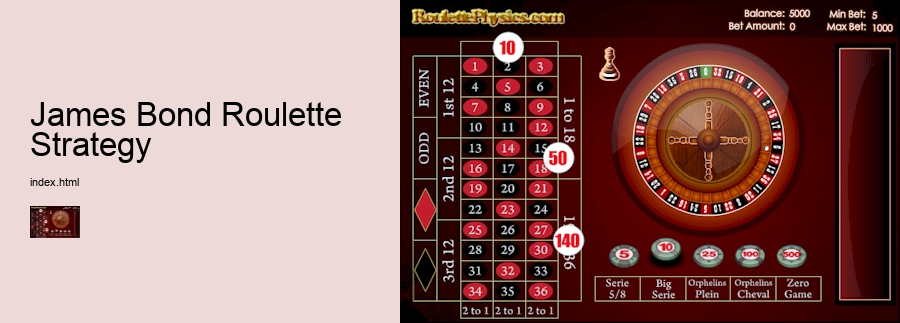 James Bond Roulette
Strategy
index.html
RoulettePhysics.com
Balance: 5000 Min Bet: 5
Bet Amount: 0 Max Bet: 1000
10
EVEN
ODD
1st 12
2nd 12
3rd 12
1 2 3
4 5 6
7 8 9
10 11 12
13 14 15
16 17 18
19 20 21
22 23 24
25 26 27
28 29 30
31 32 33
34 35 36
2 to 1 2 to 1 2 to 1
1 to 18
50
140
5 10 25 100 500
Serie
5/8
Big
Serie
Orphelins
Plein
Orphelins
Cheval
Zero
Game